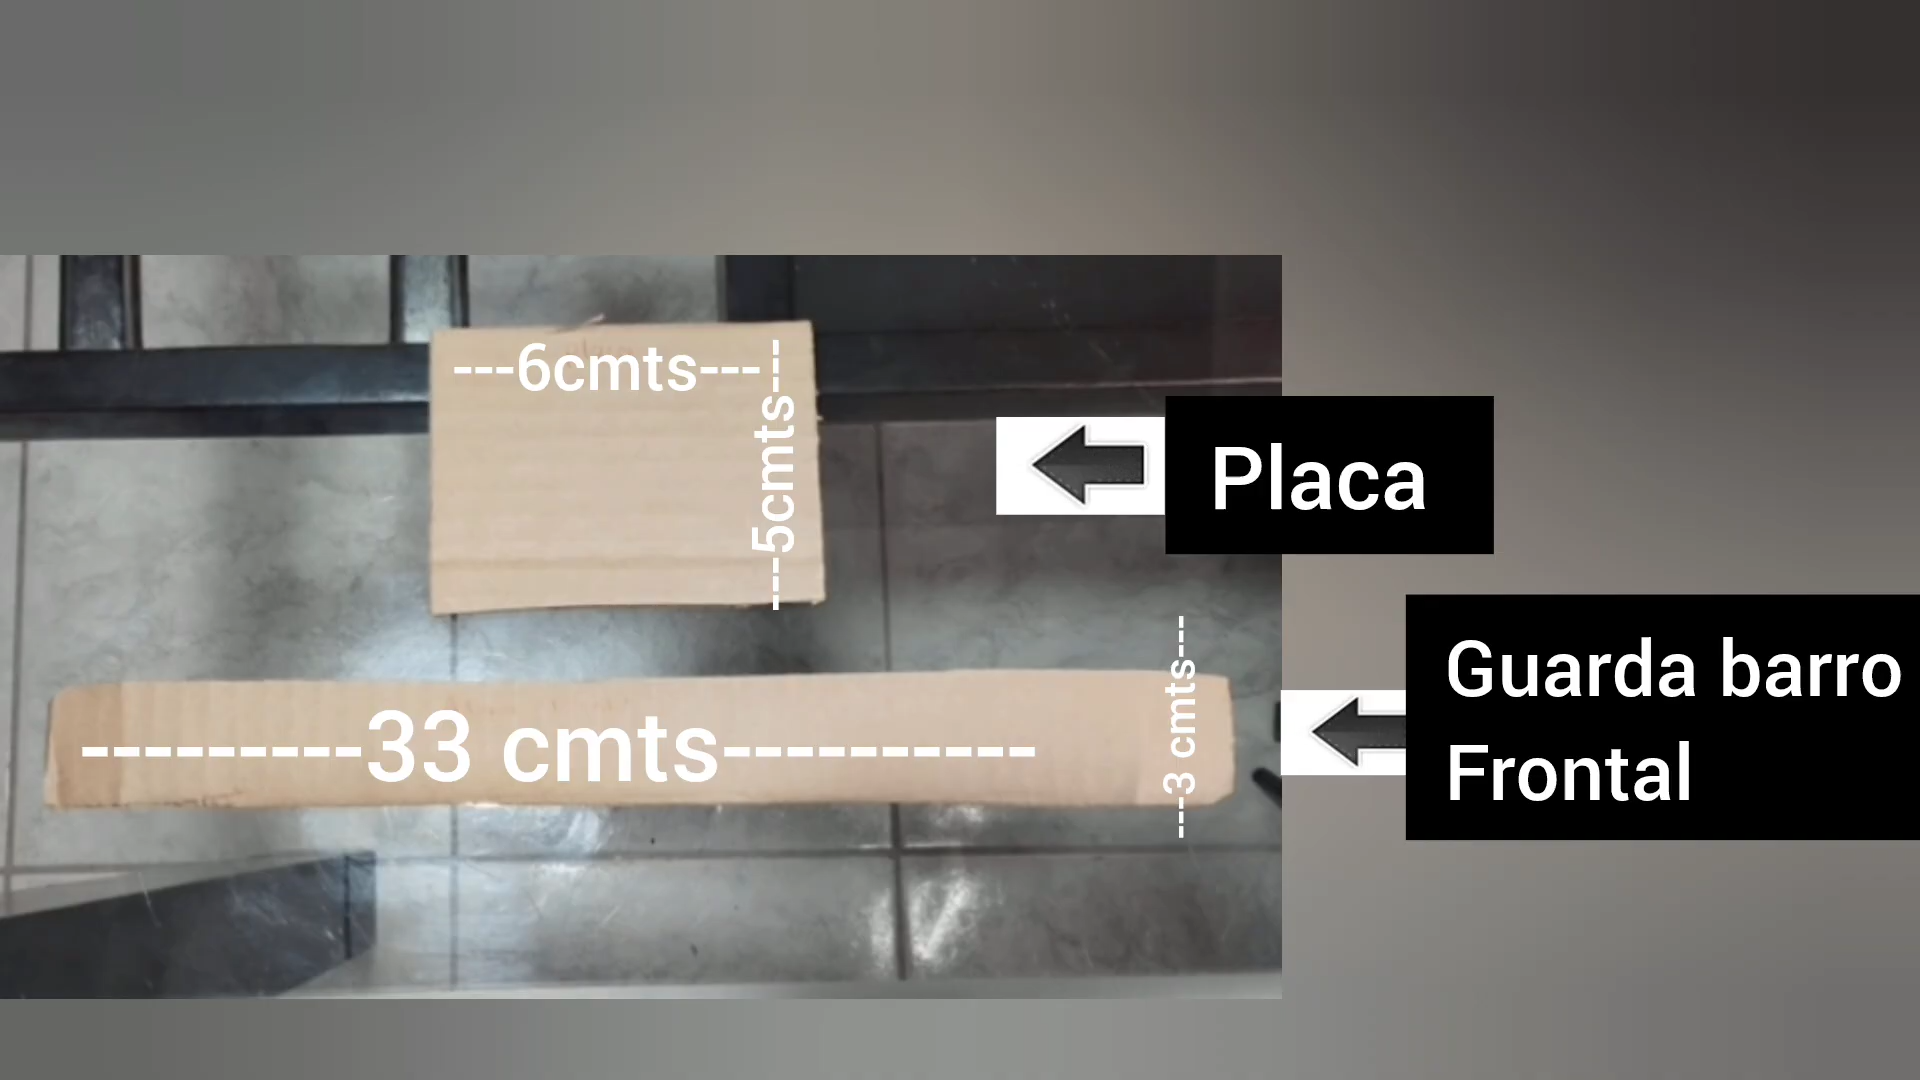 ---6cmts---
---5cmts---
Placa
---3 cmts---
---------33 cmts----------
Guarda barro
Frontal